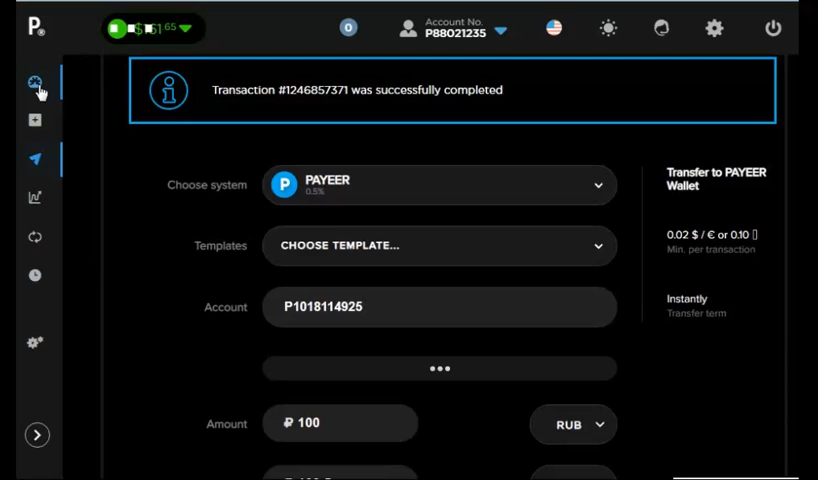 P
0
Account No.
P88021235
Transaction #1246857371 was successfully completed
Choose system
P
PAYEER
0.5%
Transfer to PAYEER
Wallet
Templates
CHOOSE TEMPLATE...
0.02 $ / € or 0.10
Min. per transaction
Account
P1018114925
Instantly
Transfer term
•••
Amount
₽ 100
RUB